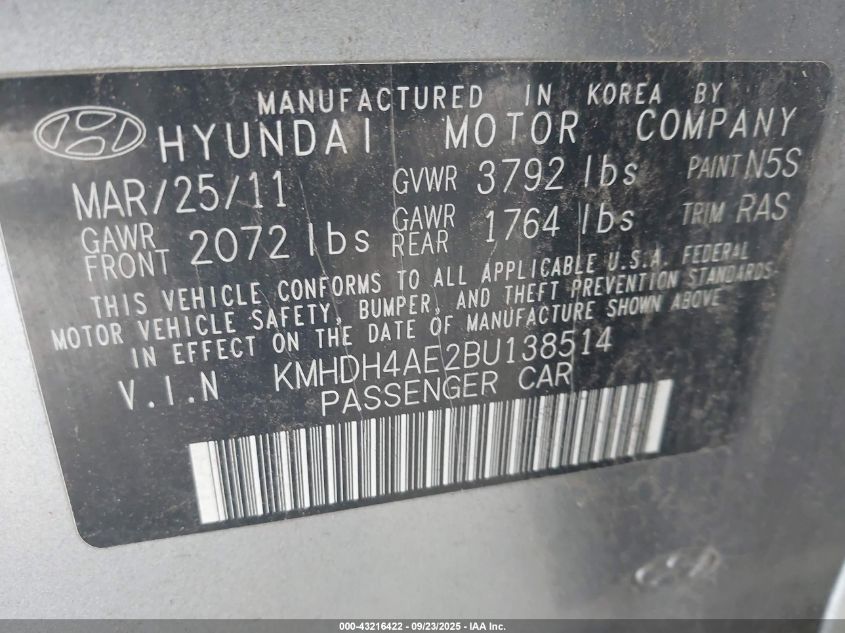 MANUFACTURED IN KOREA BY
HYUNDAI MOTOR COMPANY
MAR/25/11 GVWR 3792 lbs PAINT N5S
GAWR FRONT 2072 lbs GAWR REAR 1764 lbs TRIM RAS
THIS VEHICLE CONFORMS TO ALL APPLICABLE U.S.A. FEDERAL
MOTOR VEHICLE SAFETY, BUMPER, AND THEFT PREVENTION STANDARDS
IN EFFECT ON THE DATE OF MANUFACTURE SHOWN ABOVE
V.I.N KMHDH4AE2BU138514
PASSENGER CAR
000-43216422 - 09/23/2025 - IAA Inc.